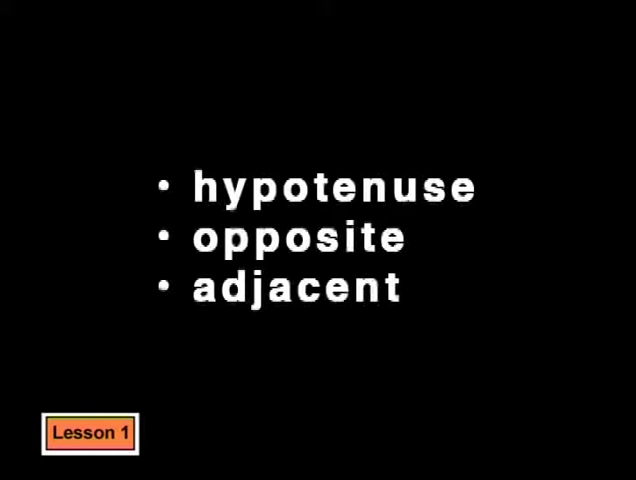 • hypotenuse
• opposite
• adjacent
Lesson 1